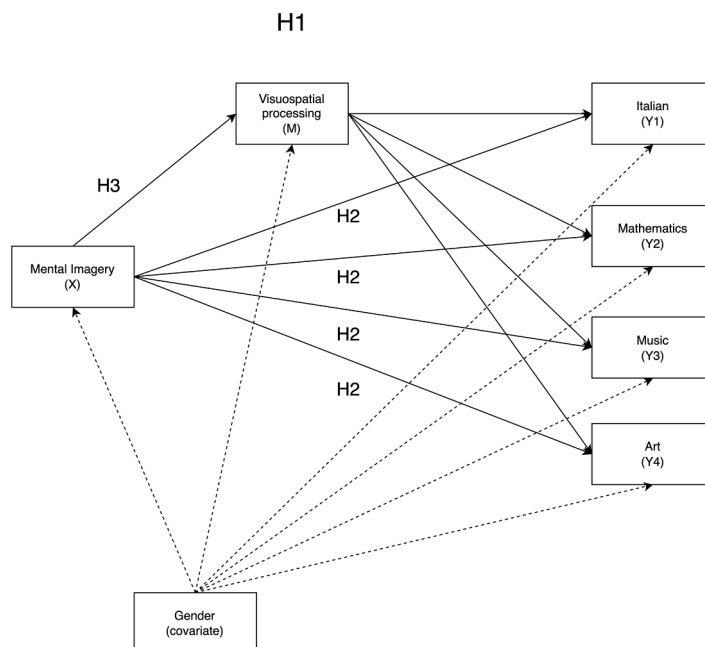 H1
Visuospatial
processing
(M)
Italian
(Y1)
H3
H2
Mathematics
(Y2)
Mental Imagery
(X)
H2
H2
Music
(Y3)
H2
Art
(Y4)
Gender
(covariate)